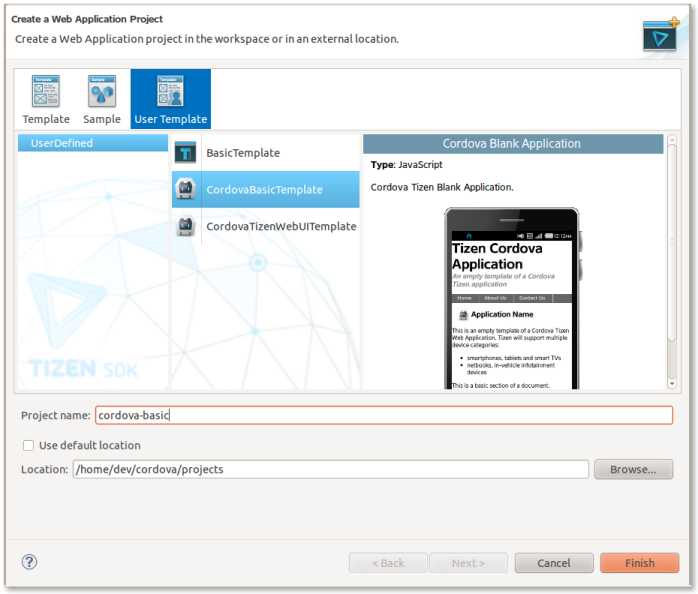 Create a Web Application Project
Create a Web Application project in the workspace or in an external location.
Template
Sample
User Template
UserDefined
BasicTemplate
CordovaBasicTemplate
CordovaTizenWebUITemplate
TIZEN SDK
Cordova Blank Application
Type: JavaScript
Cordova Tizen Blank Application.
12:12AM
Tizen Cordova
Application
An empty template of a Cordova
Tizen application
Home About Us Contact Us
Application Name
This is an empty template of a Cordova Tizen
Web Application. Tizen will support multiple
device categories:
• smartphones, tablets and smart TVs
• netbooks, in-vehicle infotainment
devices
This is a basic section of a document.
Project name: cordova-basic
Use default location
Location: /home/dev/cordova/projects
Browse...
?
< Back
Next >
Cancel
Finish